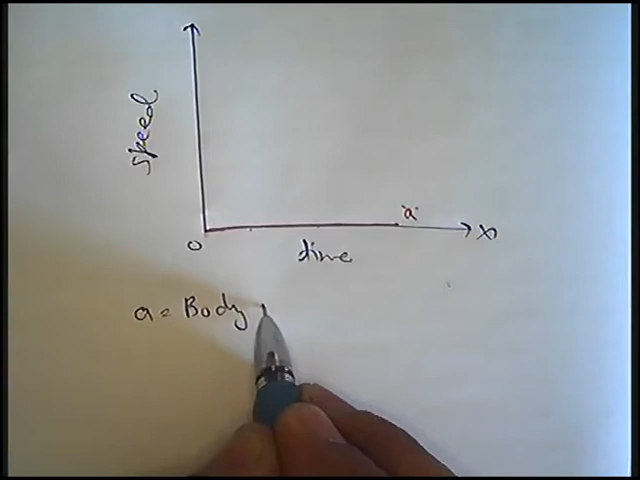 speed
a
x
0
time
a = Body